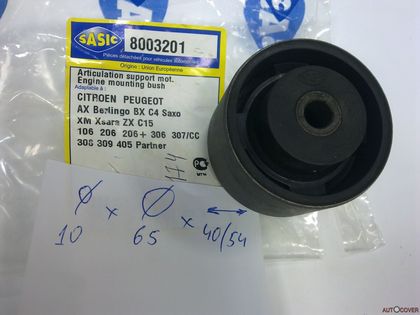 SASIC
8003201
Pièces détachées pour véhicules automobiles
Origine : Union Européenne
Articulation support mot.
Engine mounting bush
Adaptable à :
CITROEN PEUGEOT
AX Berlingo BX C4 Saxo
XM Xsara ZX C15
106 206 206+ 306 307/CC
308 309 405 Partner
174
10 x 65 x 40/54
AUTOCOVER